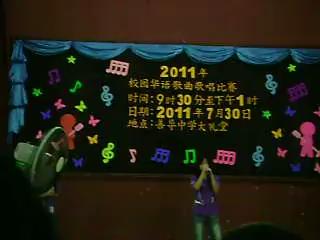 2011年
校园华语歌曲歌唱比赛
时间:9时30分至下午1时
日期:2011年7月30日
地点:喜华中学大礼堂